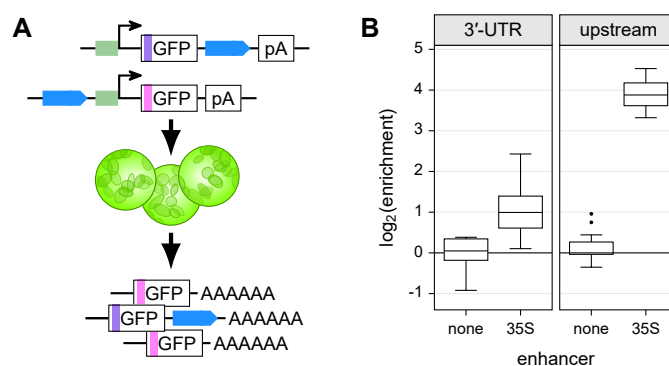 A
GFP
pA
GFP
pA
GFP AAAAAA
GFP AAAAAA
GFP AAAAAA
B
3′-UTR upstream
log2(enrichment)
5
4
3
2
1
0
-1
none 35S none 35S
enhancer